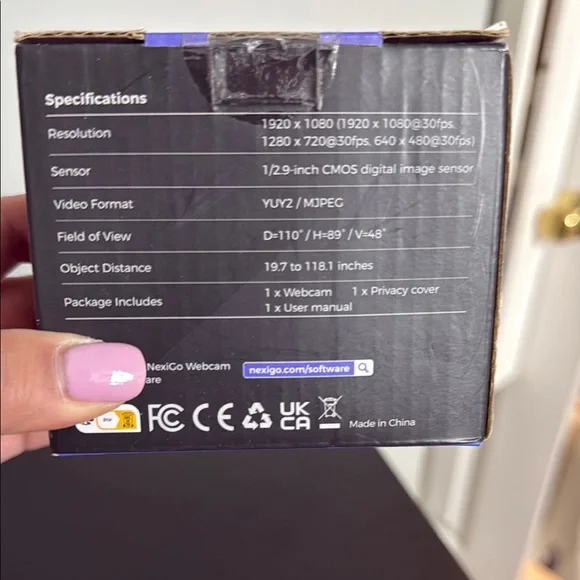 Specifications
Resolution 1920 x 1080 (1920 x 1080@30fps,
1280 x 720@30fps, 640 x 480@30fps)
Sensor 1/2.9-inch CMOS digital image sensor
Video Format YUY2 / MJPEG
Field of View D=110° / H=89° / V=48°
Object Distance 19.7 to 118.1 inches
Package Includes 1 x Webcam 1 x Privacy cover
1 x User manual
NexiGo Webcam nexigo.com/software
are
FC CE UK
CA Made in China